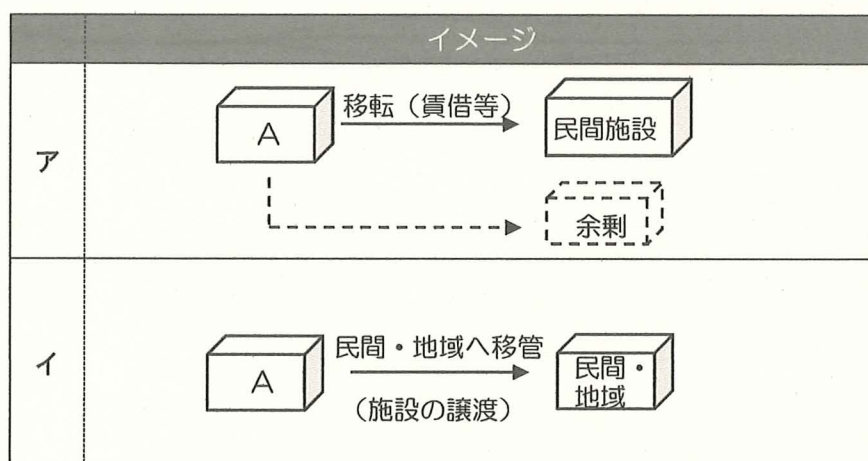 イメージ
ア
A
移転（賃借等）
民間施設
余剰
イ
A
民間・地域へ移管
（施設の譲渡）
民間・
地域